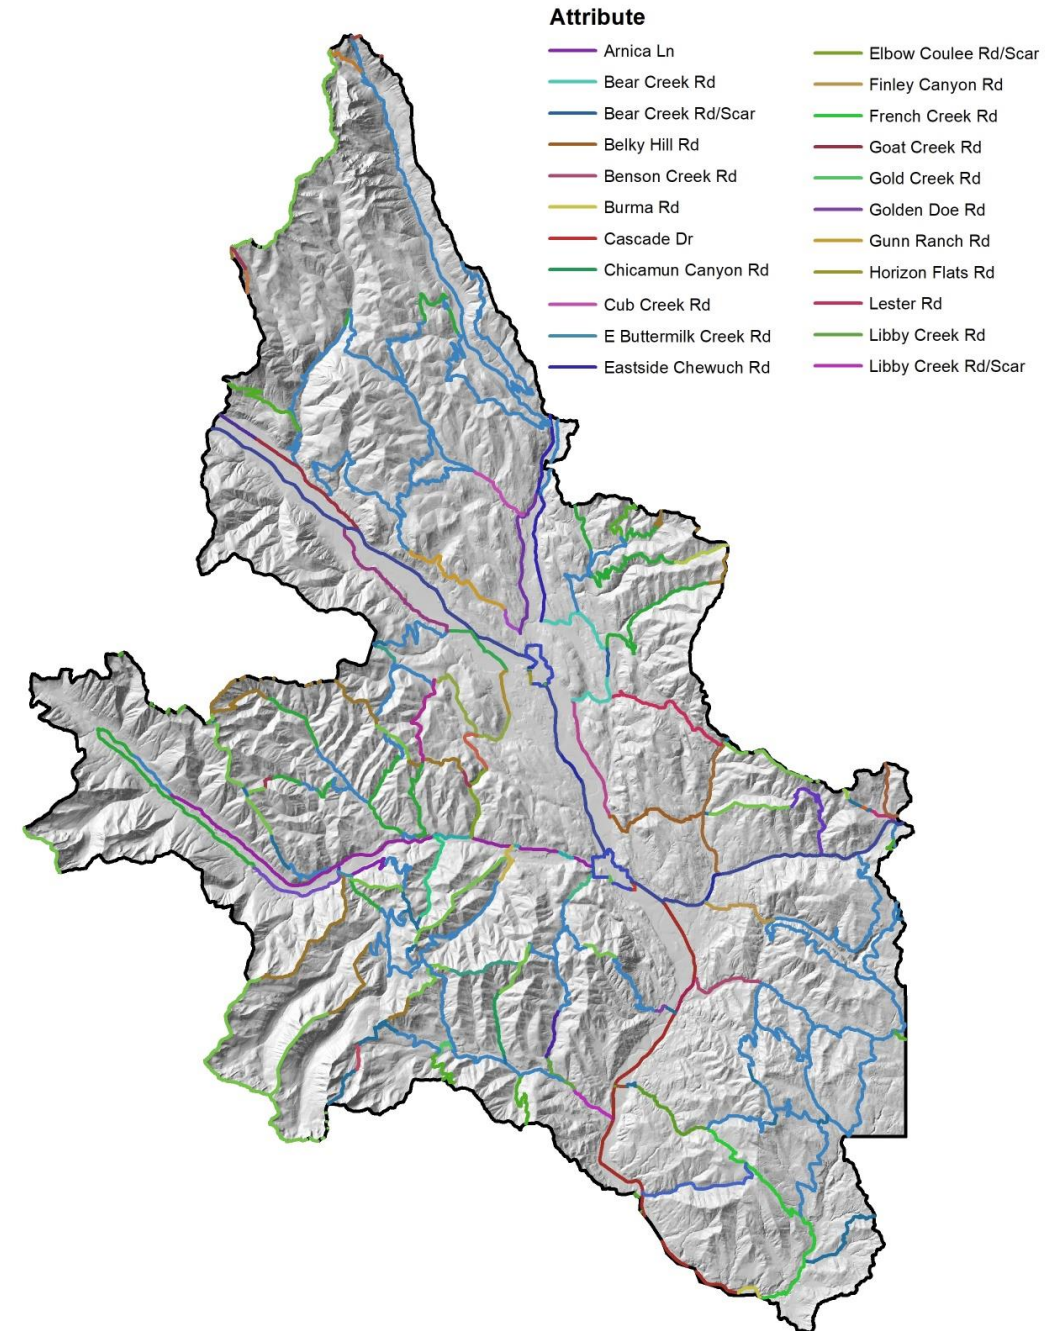 Attribute
Arnica Ln
Bear Creek Rd
Bear Creek Rd/Scar
Belky Hill Rd
Benson Creek Rd
Burma Rd
Cascade Dr
Chicamun Canyon Rd
Cub Creek Rd
E Buttermilk Creek Rd
Eastside Chewuch Rd
Elbow Coulee Rd/Scar
Finley Canyon Rd
French Creek Rd
Goat Creek Rd
Gold Creek Rd
Golden Doe Rd
Gunn Ranch Rd
Horizon Flats Rd
Lester Rd
Libby Creek Rd
Libby Creek Rd/Scar